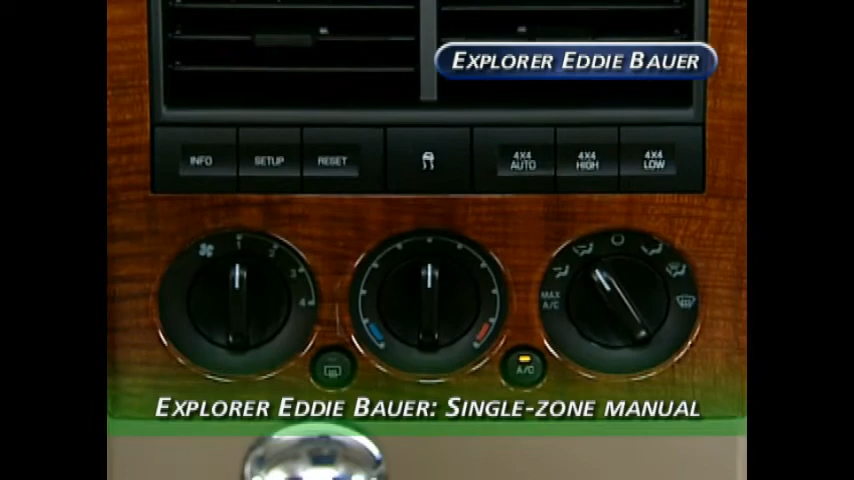 EXPLORER EDDIE BAUER
INFO
SETUP
RESET
4X4 AUTO
4X4 HIGH
4X4 LOW
1
2
3
4
MAX A/C
A/C
EXPLORER EDDIE BAUER: SINGLE-ZONE MANUAL